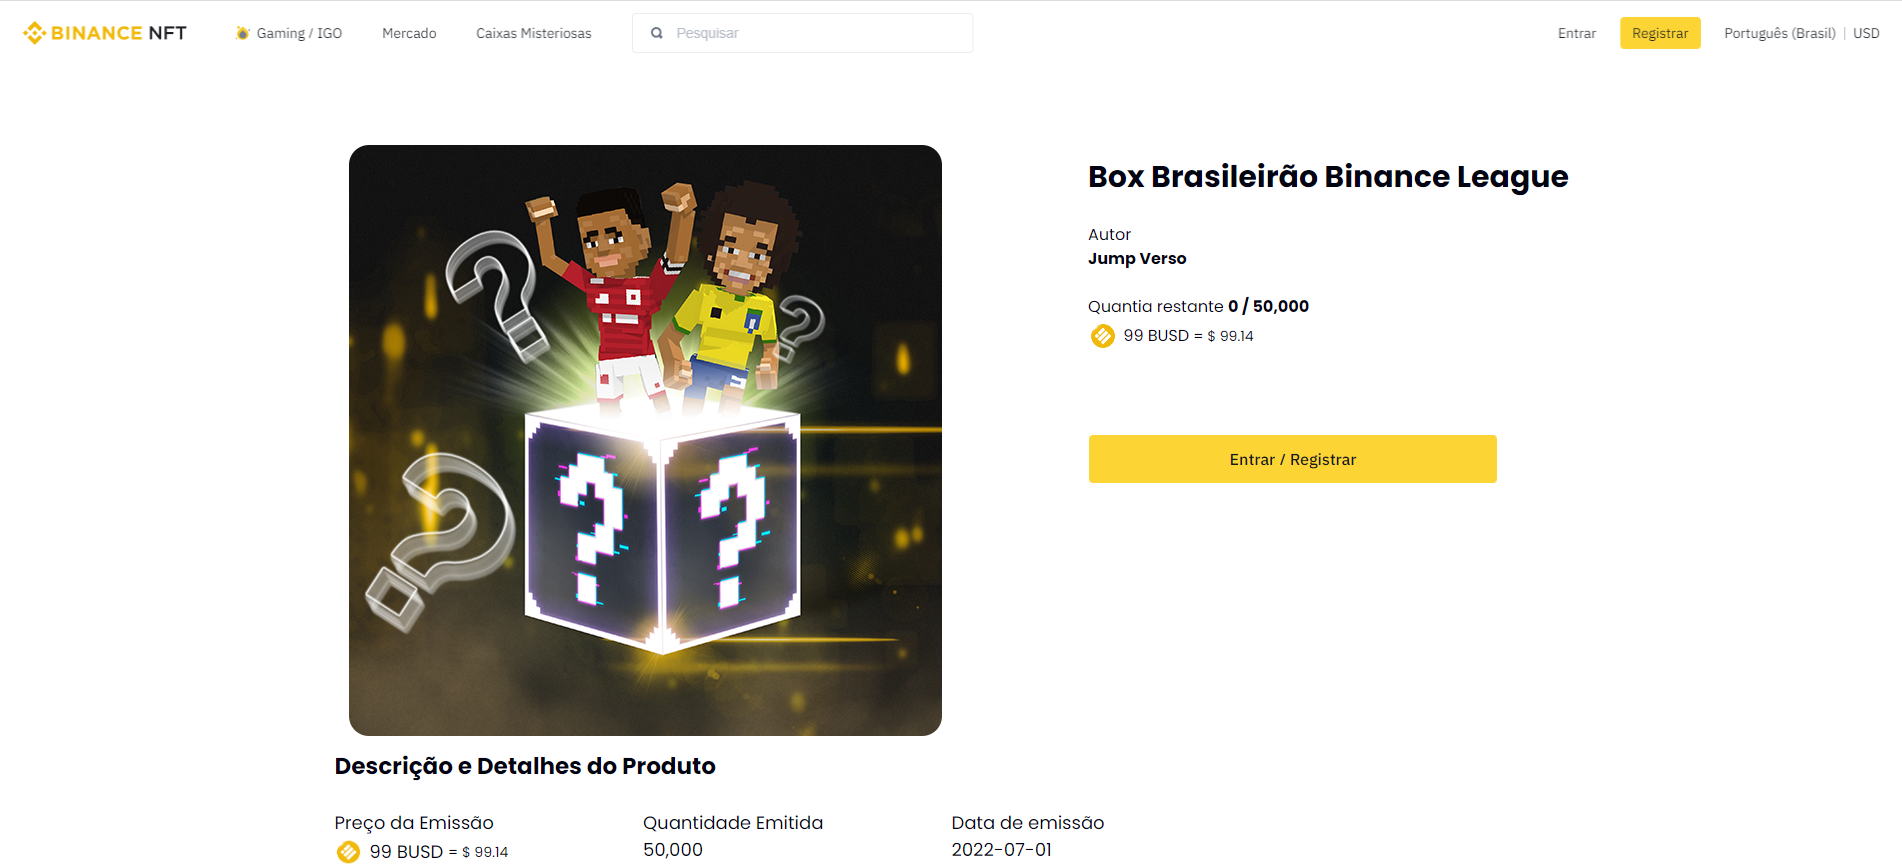 BINANCE NFT
Gaming / IGO
Mercado
Caixas Misteriosas
Pesquisar
Entrar
Registrar
Português (Brasil) | USD
Box Brasileirão Binance League
Autor
Jump Verso
Quantia restante 0 / 50,000
99 BUSD = $ 99.14
Entrar / Registrar
? ? ?
? ?
Descrição e Detalhes do Produto
Preço da Emissão
99 BUSD = $ 99.14
Quantidade Emitida
50,000
Data de emissão
2022-07-01